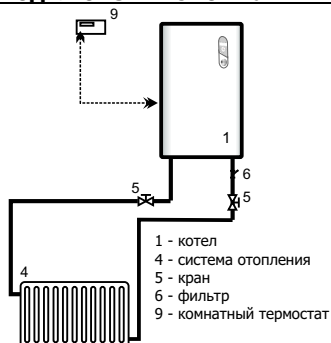 9
1
6
5
5
4
1 - котел
4 - система отопления
5 - кран
6 - фильтр
9 - комнатный термостат